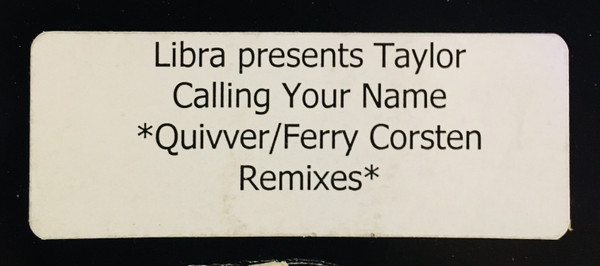 Libra presents Taylor
Calling Your Name
*Quivver/Ferry Corsten
Remixes*